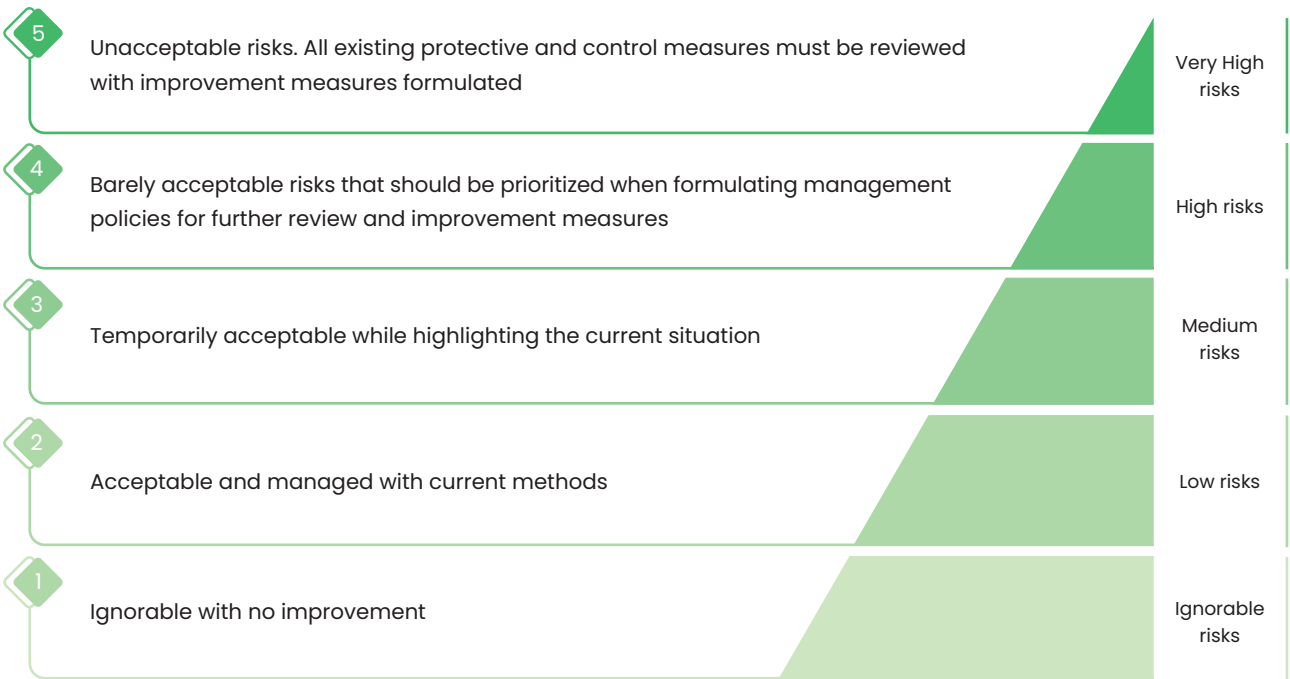 5
Unacceptable risks. All existing protective and control measures must be reviewed
with improvement measures formulated
Very High
risks
4
Barely acceptable risks that should be prioritized when formulating management
policies for further review and improvement measures
High risks
3
Temporarily acceptable while highlighting the current situation
Medium
risks
2
Acceptable and managed with current methods
Low risks
1
Ignorable with no improvement
Ignorable
risks